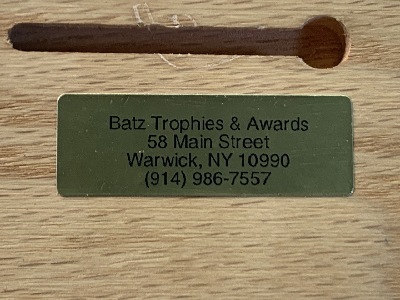 Batz Trophies & Awards
58 Main Street
Warwick, NY 10990
(914) 986-7557